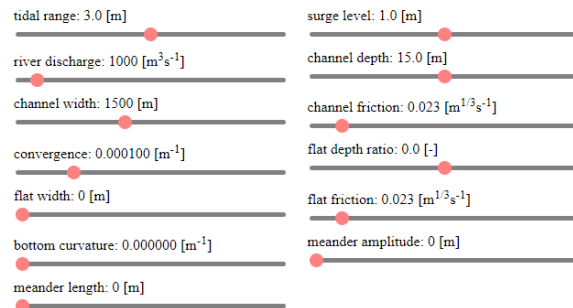 tidal range: 3.0 [m]
river discharge: 1000 [m³s⁻¹]
channel width: 1500 [m]
convergence: 0.000100 [m⁻¹]
flat width: 0 [m]
bottom curvature: 0.000000 [m⁻¹]
meander length: 0 [m]
surge level: 1.0 [m]
channel depth: 15.0 [m]
channel friction: 0.023 [m¹/³s⁻¹]
flat depth ratio: 0.0 [-]
flat friction: 0.023 [m¹/³s⁻¹]
meander amplitude: 0 [m]